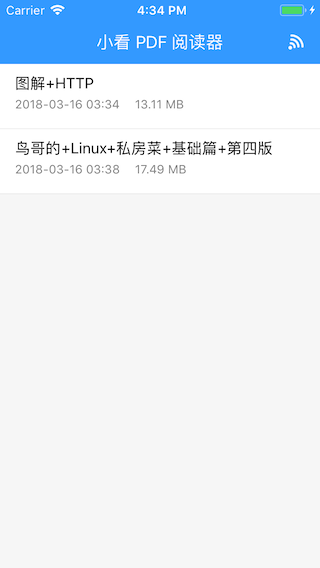 Carrier 4:34 PM
小看 PDF 阅读器
图解+HTTP
2018-03-16 03:34 13.11 MB
鸟哥的+Linux+私房菜+基础篇+第四版
2018-03-16 03:38 17.49 MB